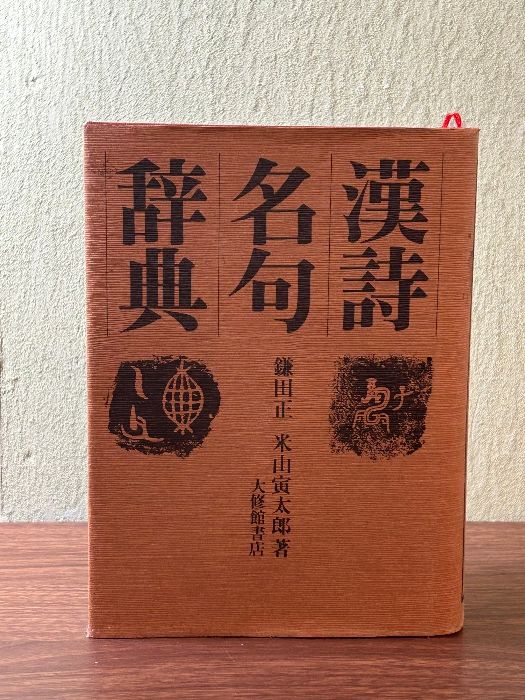 漢詩
名句
辞典
鎌田正 米山寅太郎著
大修館書店